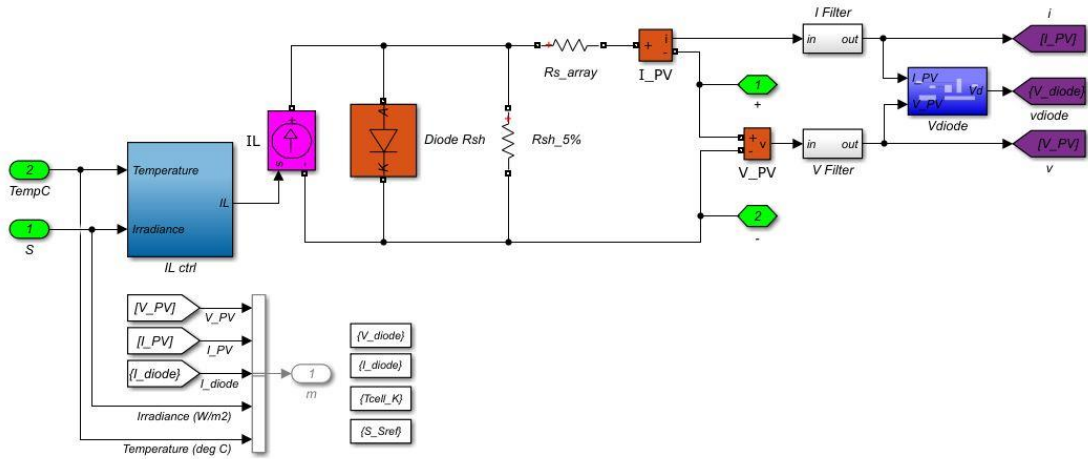 I Filter
i
in
out
[I_PV]
i
+
-
I_PV
Rs_array
1
+
I_PV
V_PV
Vd
Vdiode
{V_diode}
vdiode
+
-
v
V_PV
in
out
V Filter
[V_PV]
v
IL
s
+
-
A
K
Diode Rsh
+
Rsh_5%
+
2
-
2
TempC
1
S
Temperature
Irradiance
IL
IL ctrl
[V_PV]
V_PV
[I_PV]
I_PV
{I_diode}
I_diode
Irradiance (W/m2)
Temperature (deg C)
1
m
{V_diode}
{I_diode}
{Tcell_K}
{S_Sref}